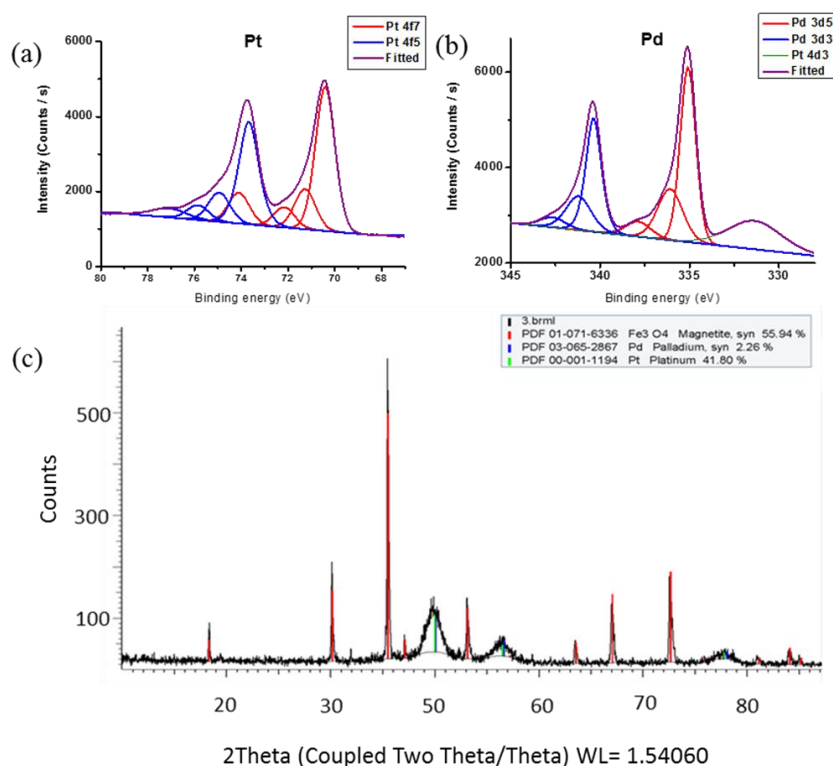 (a)
Pt
Pt 4f7
Pt 4f5
Fitted
Intensity (Counts / s)
6000
4000
2000
0
80 78 76 74 72 70 68
Binding energy (eV)
(b)
Pd
Pd 3d5
Pd 3d3
Pt 4d3
Fitted
Intensity (Counts / s)
6000
4000
2000
345 340 335 330
Binding energy (eV)
(c)
3.brml
PDF 01-071-6336 Fe3 O4 Magnetite, syn 55.94 %
PDF 03-065-2867 Pd Palladium, syn 2.26 %
PDF 00-001-1194 Pt Platinum 41.80 %
Counts
500
300
100
20 30 40 50 60 70 80
2Theta (Coupled Two Theta/Theta) WL= 1.54060